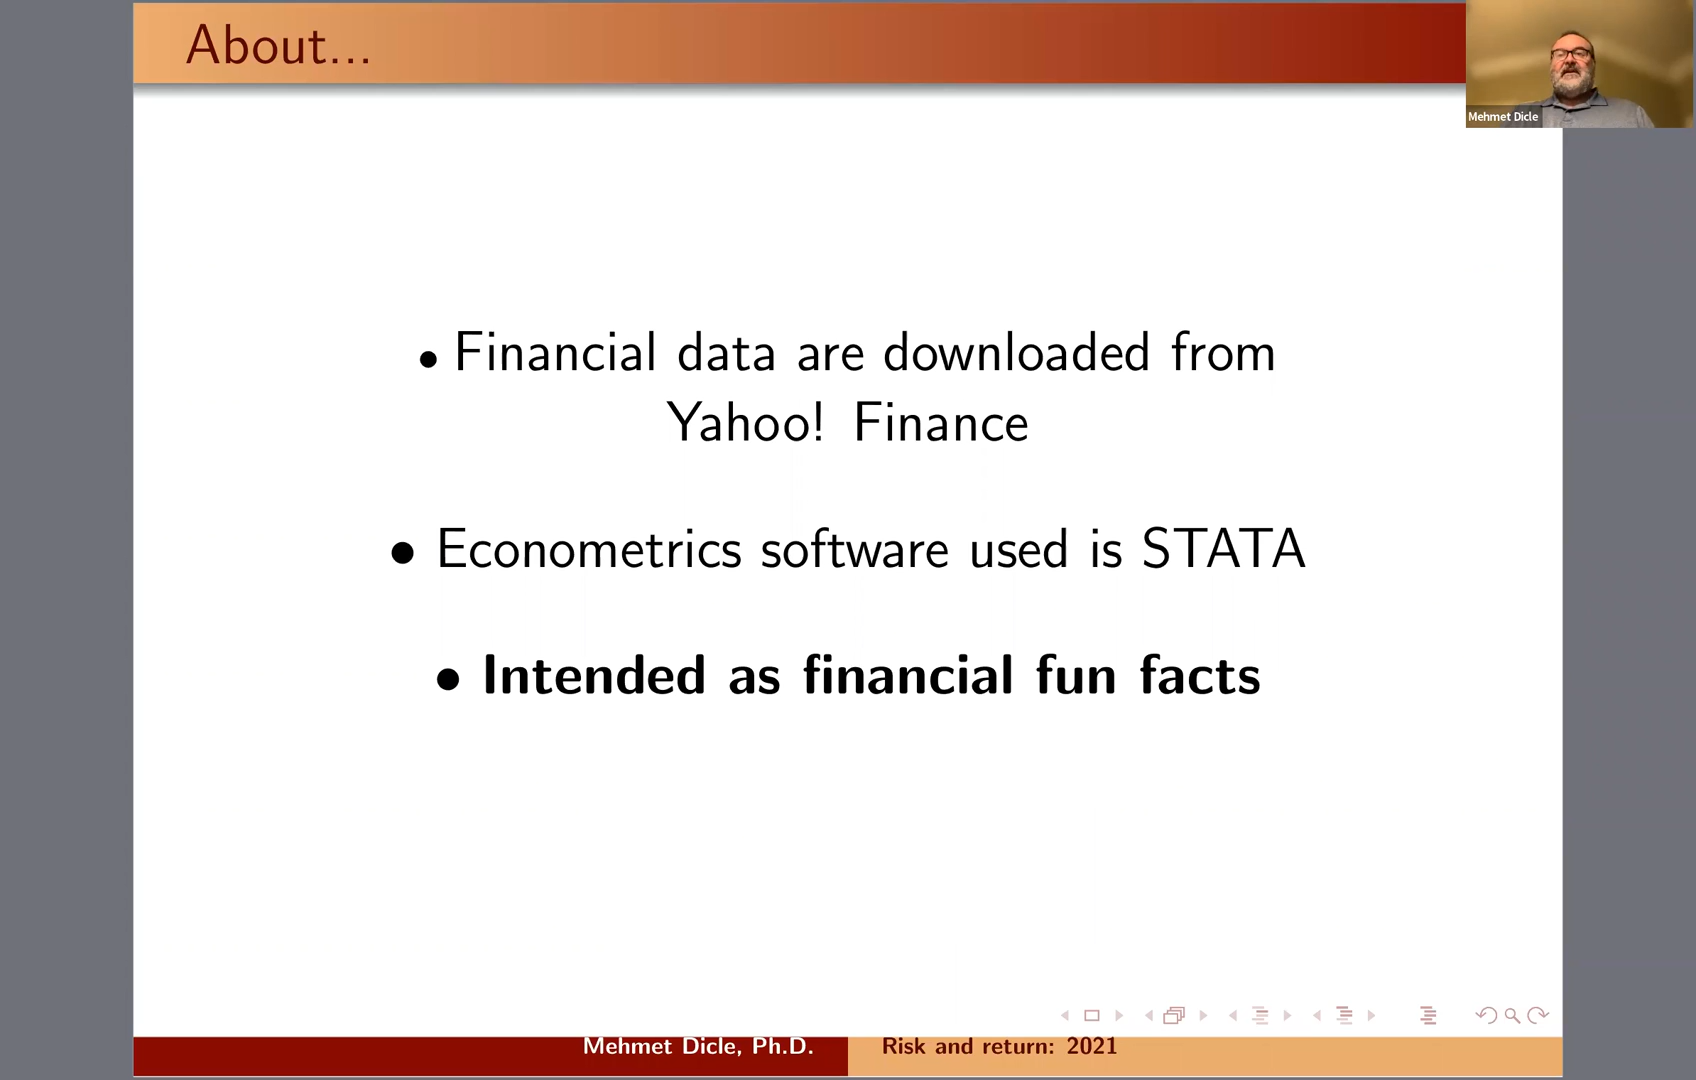 About...
Mehmet Dicle
• Financial data are downloaded from
Yahoo! Finance
• Econometrics software used is STATA
• Intended as financial fun facts
Mehmet Dicle, Ph.D.
Risk and return: 2021